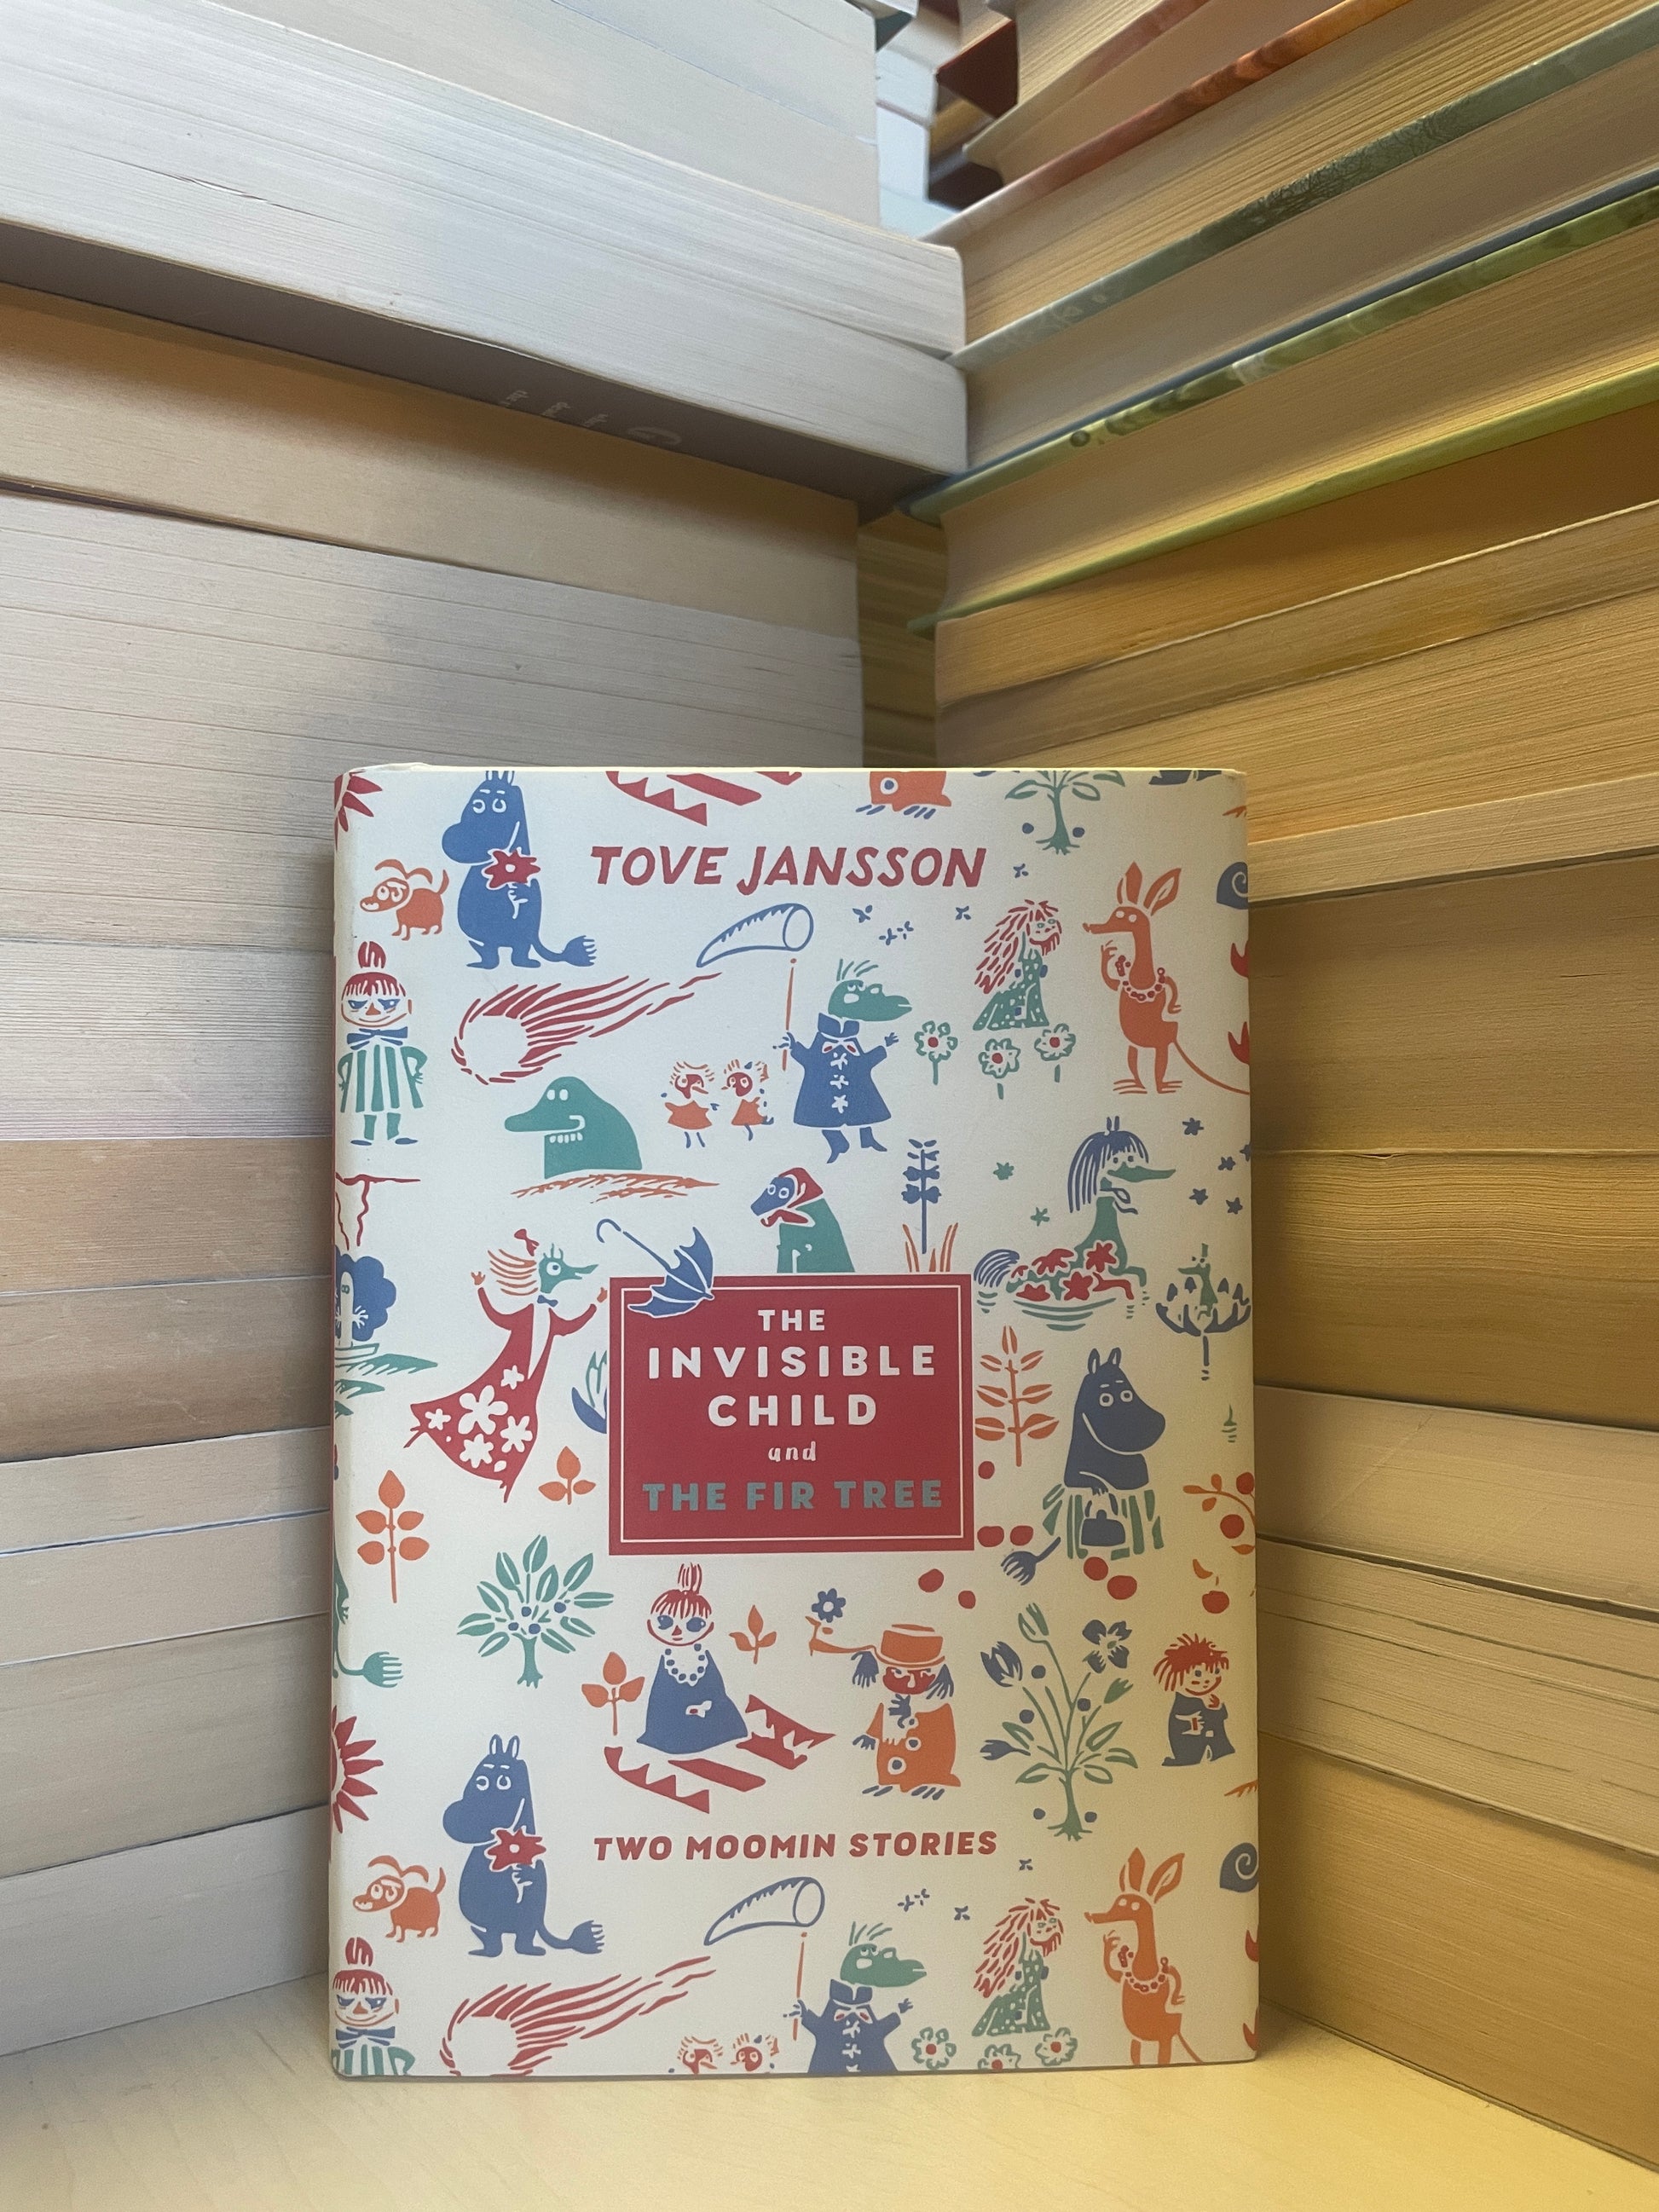 TOVE JANSSON
THE
INVISIBLE
CHILD
and
THE FIR TREE
TWO MOOMIN STORIES